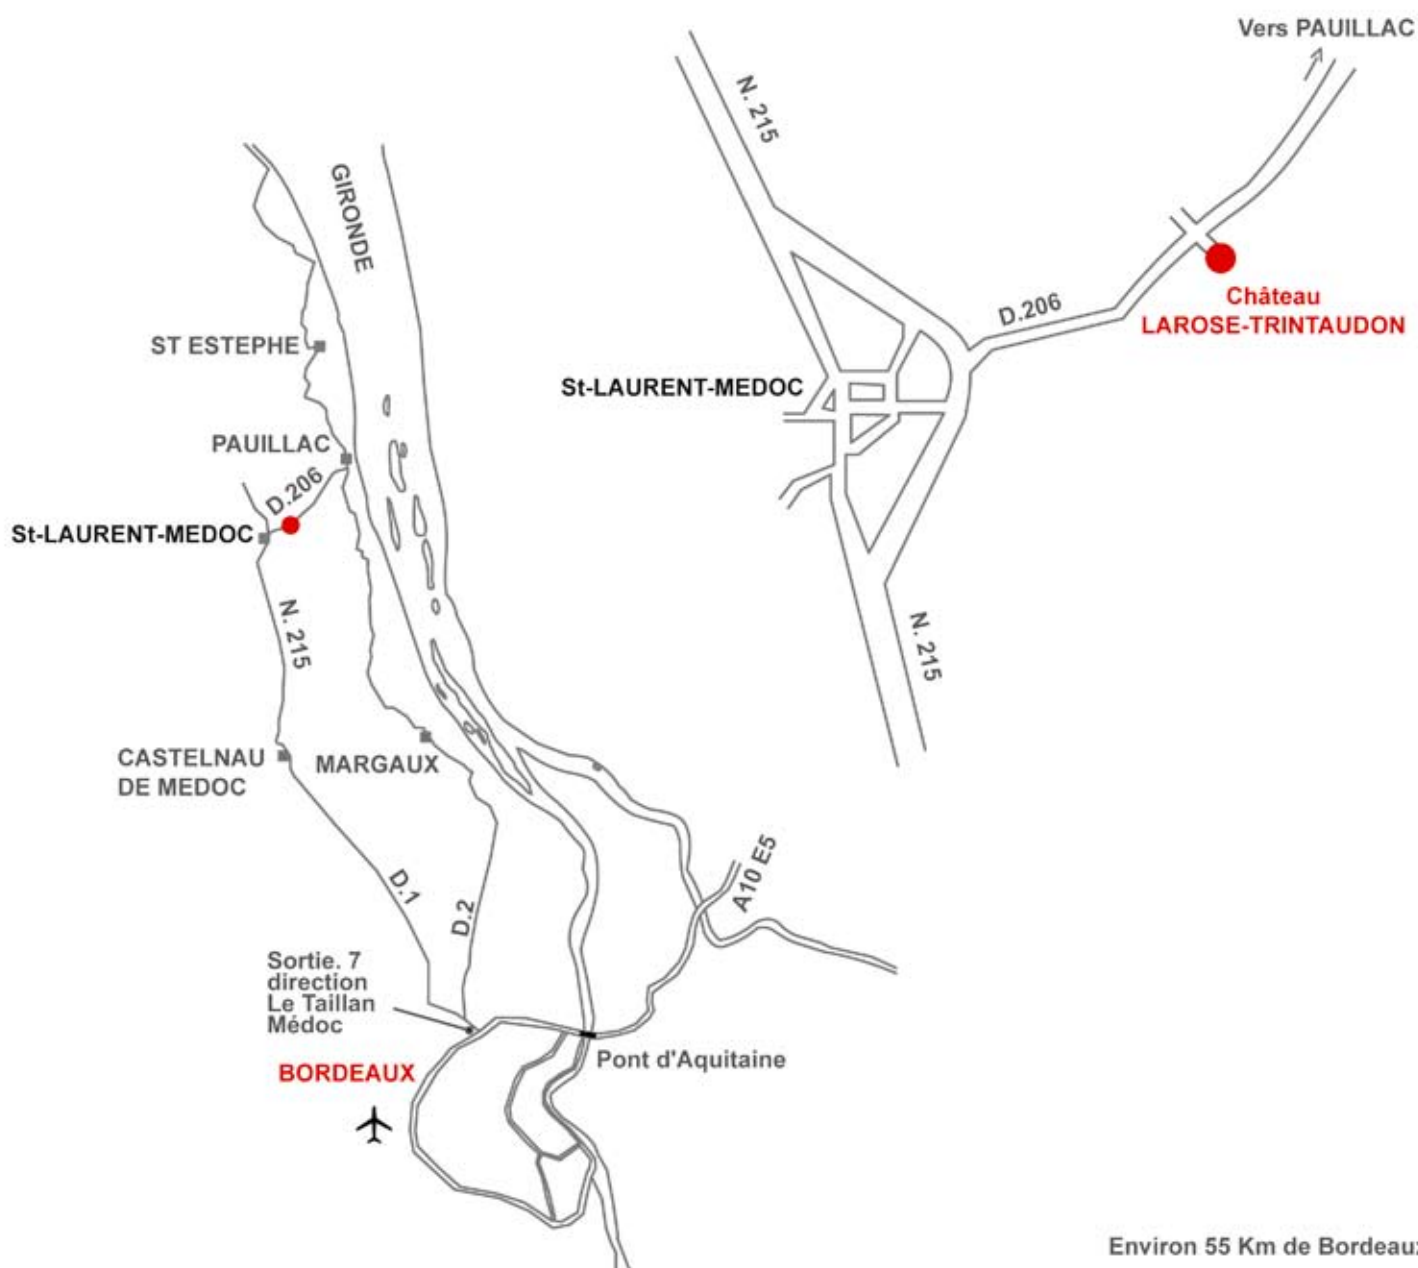 Vers PAUILLAC
N. 215
GIRONDE
Château
LAROSE-TRINTAUDON
D.206
ST ESTEPHE
St-LAURENT-MEDOC
PAUILLAC
D.206
St-LAURENT-MEDOC
N. 215
N. 215
CASTELNAU
DE MEDOC
MARGAUX
A10 E5
D.1
D.2
Sortie. 7
direction
Le Taillan
Médoc
Pont d'Aquitaine
BORDEAUX
Environ 55 Km de Bordeaux